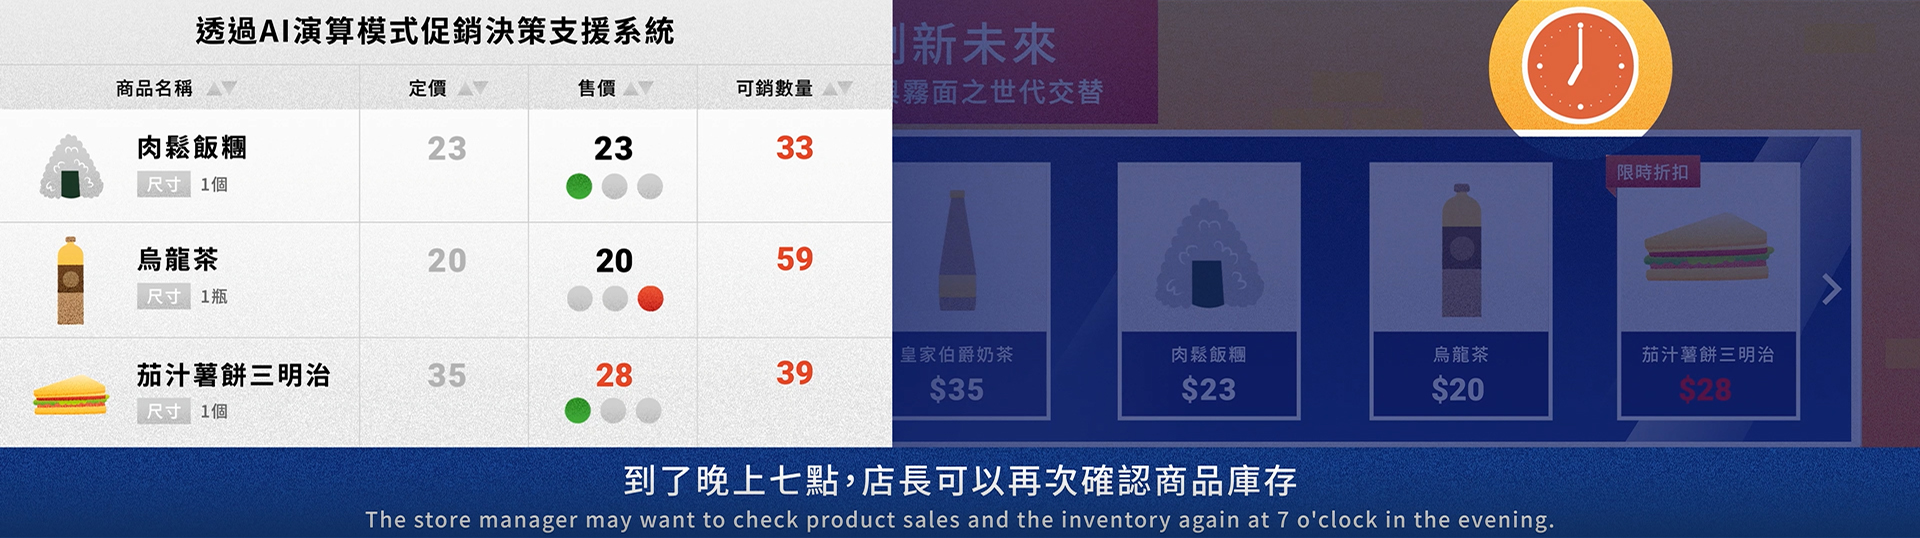 透過AI演算模式促銷決策支援系統
商品名稱 定價 售價 可銷數量
肉鬆飯糰 23 23 33
尺寸 1個
烏龍茶 20 20 59
尺寸 1瓶
茄汁薯餅三明治 35 28 39
尺寸 1個
創新未來
霧面之世代交替
限時折扣
皇家伯爵奶茶 肉鬆飯糰 烏龍茶 茄汁薯餅三明治
$35 $23 $20 $28
到了晚上七點，店長可以再次確認商品庫存
The store manager may want to check product sales and the inventory again at 7 o'clock in the evening.